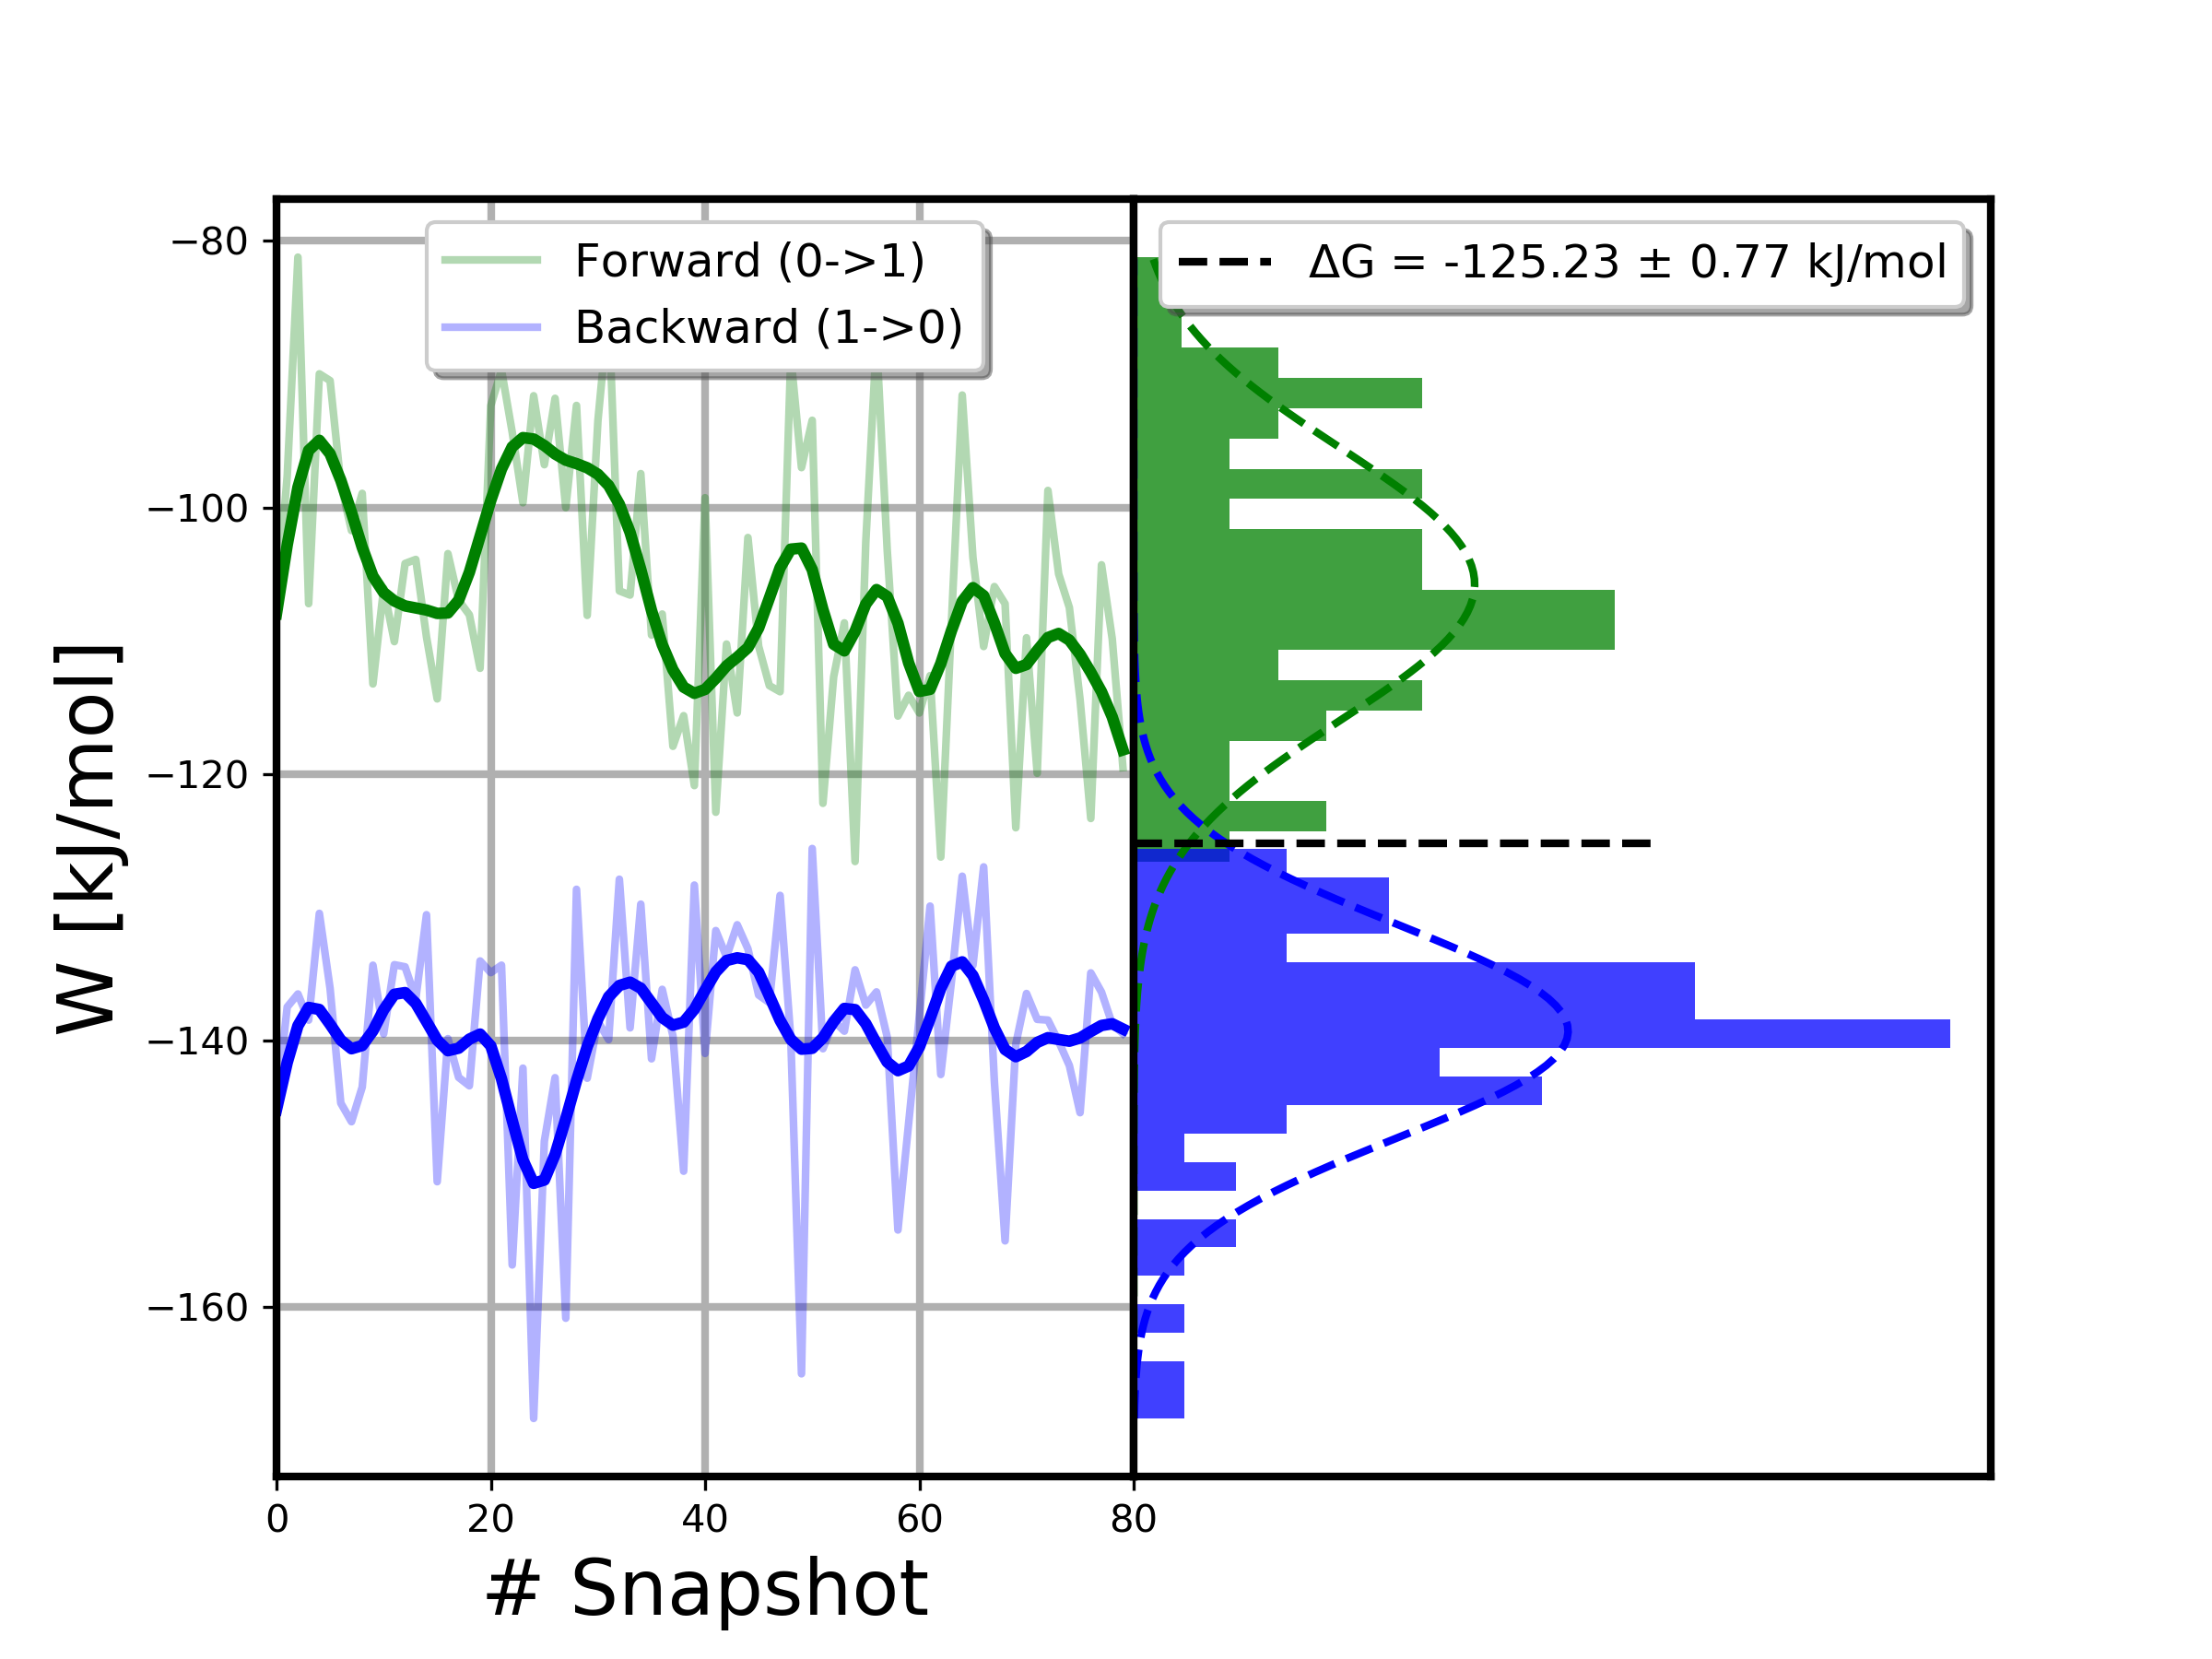 Forward (0->1)
Backward (1->0)
ΔG = -125.23 ± 0.77 kJ/mol
W [kJ/mol]
−80
−100
−120
−140
−160
0 20 40 60 80
# Snapshot